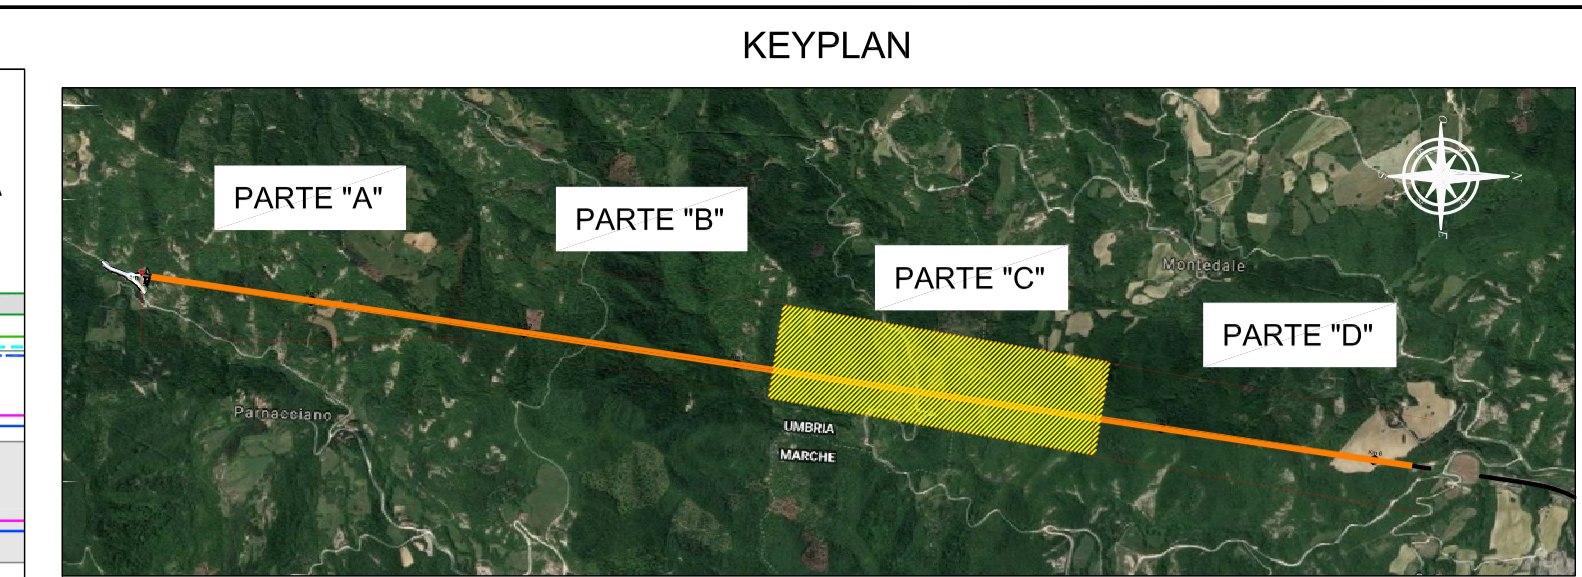 KEYPLAN
PARTE "A"
PARTE "B"
PARTE "C"
Montedale
PARTE "D"
Parnacciano
UMBRIA
MARCHE
O
S
N
E